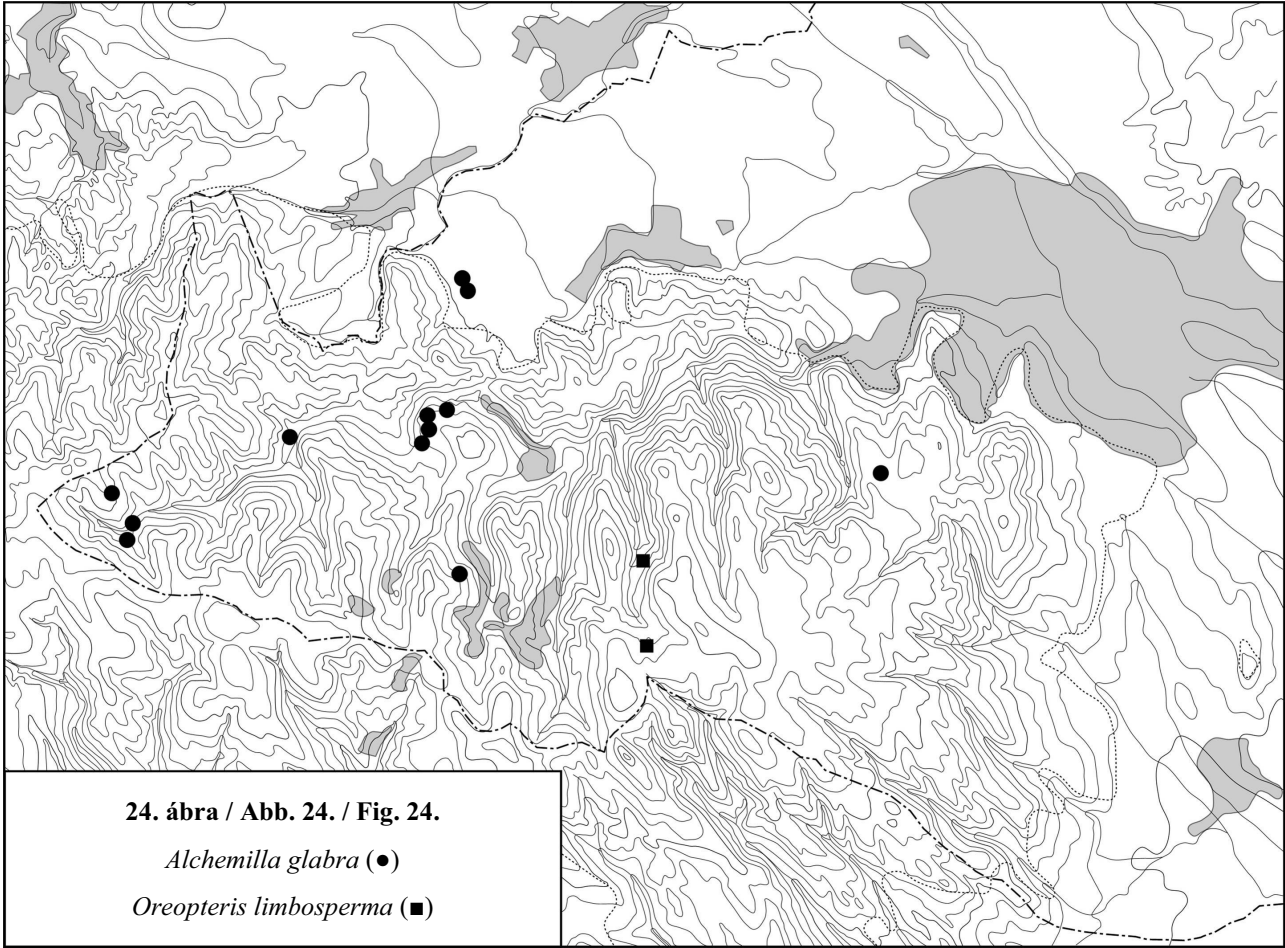 24. ábra / Abb. 24. / Fig. 24.
Alchemilla glabra (●)
Oreopteris limbosperma (■)